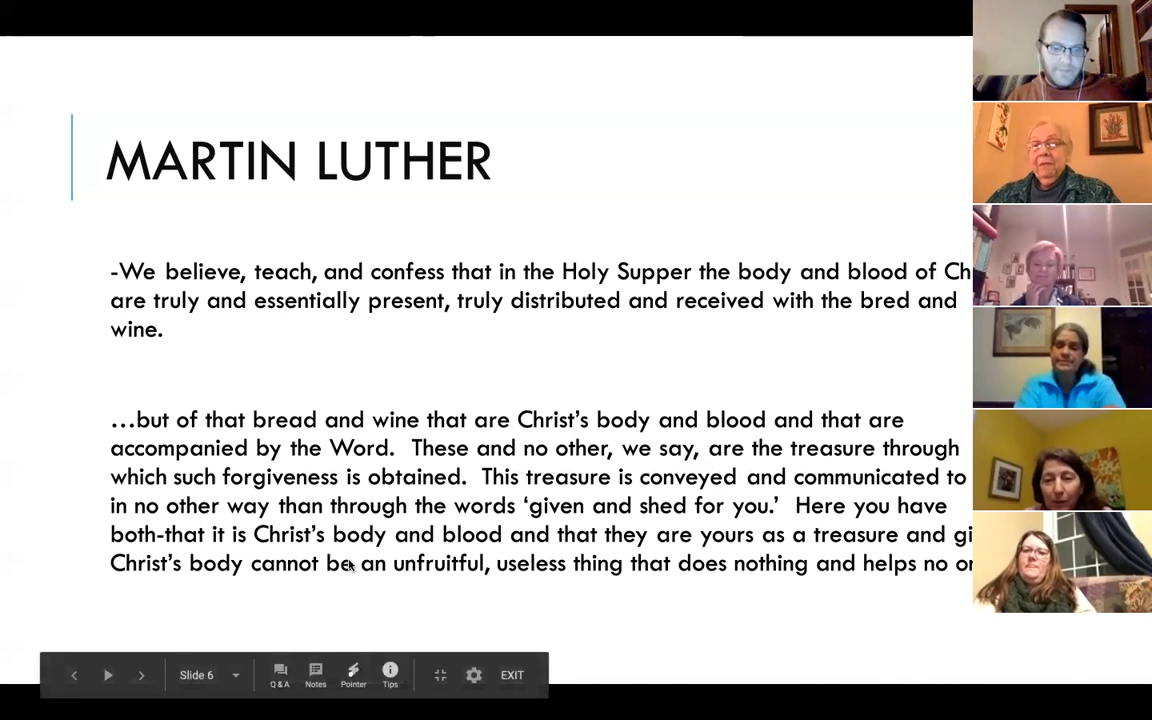 MARTIN LUTHER
-We believe, teach, and confess that in the Holy Supper the body and blood of Ch
are truly and essentially present, truly distributed and received with the bred and
wine.
…but of that bread and wine that are Christ’s body and blood and that are
accompanied by the Word. These and no other, we say, are the treasure through
which such forgiveness is obtained. This treasure is conveyed and communicated to
in no other way than through the words ‘given and shed for you.’ Here you have
both-that it is Christ’s body and blood and that they are yours as a treasure and gi
Christ’s body cannot be an unfruitful, useless thing that does nothing and helps no on
Slide 6
Q & A
Notes
Pointer
Tips
EXIT